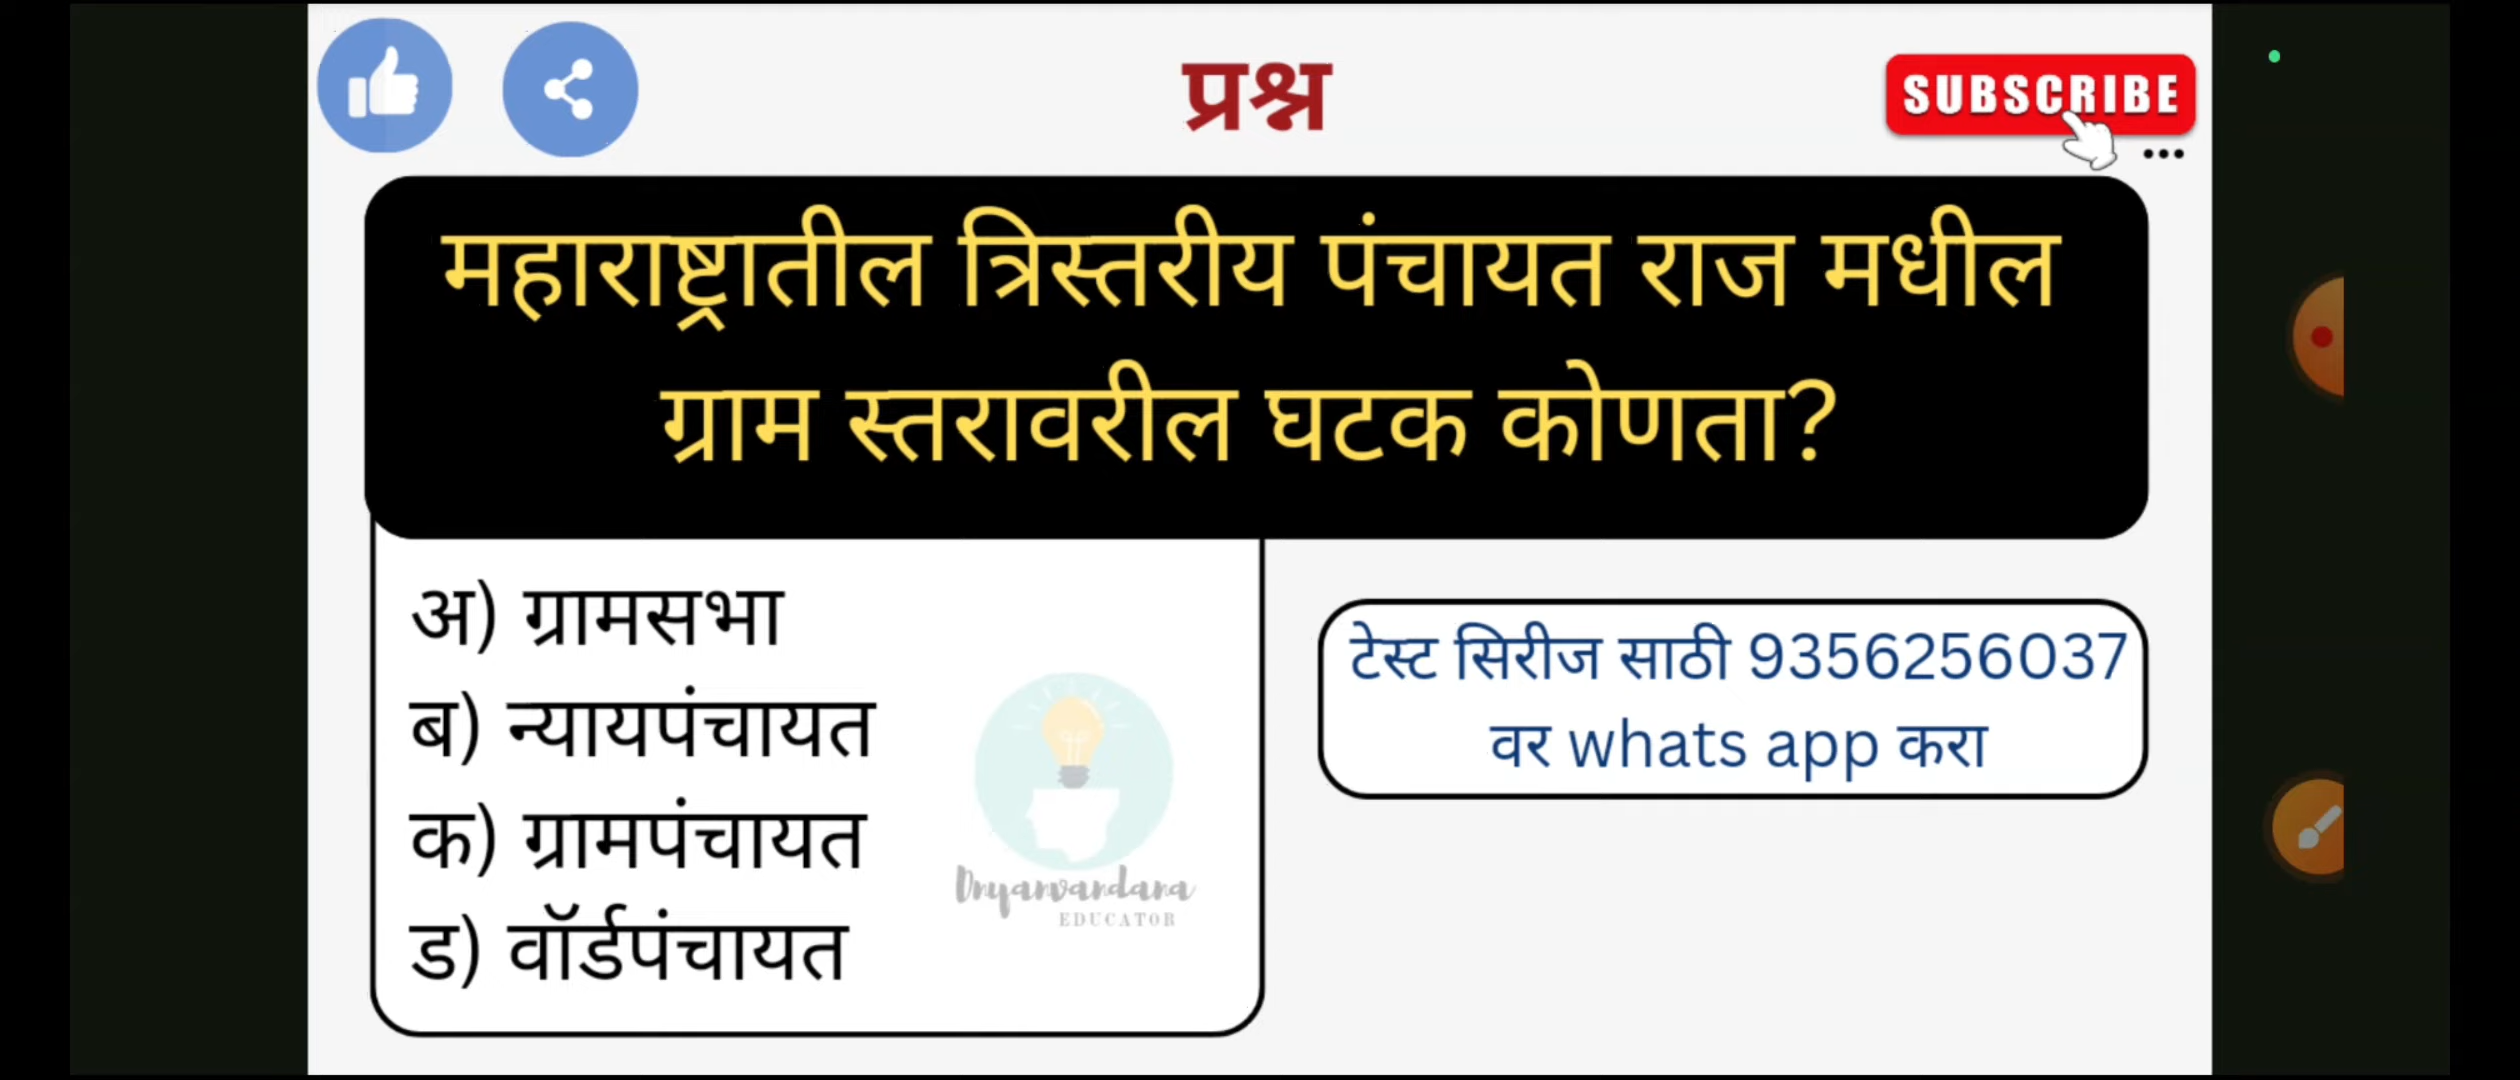 प्रश्न
SUBSCRIBE
महाराष्ट्रातील त्रिस्तरीय पंचायत राज मधील
ग्राम स्तरावरील घटक कोणता?
अ) ग्रामसभा
ब) न्यायपंचायत
क) ग्रामपंचायत
ड) वॉर्डपंचायत
Dnyanvandana
EDUCATOR
टेस्ट सिरीज साठी 9356256037
वर whats app करा